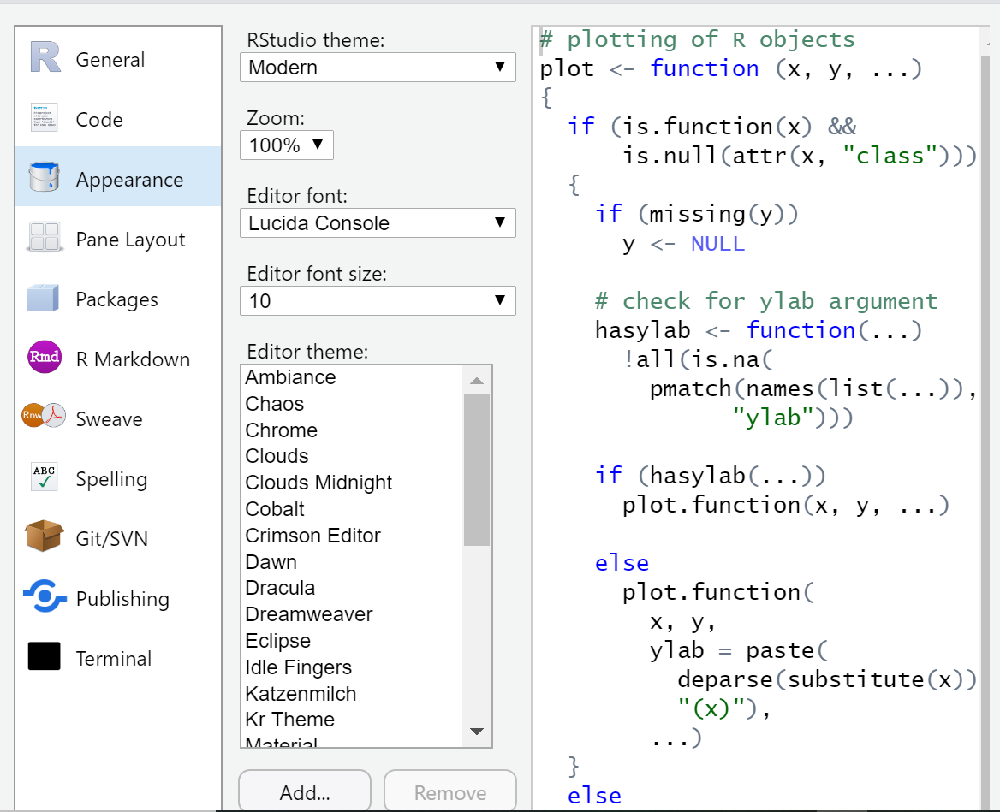 General
Code
Appearance
Pane Layout
Packages
Rmd
R Markdown
Rnw
Sweave
ABC
Spelling
Git/SVN
Publishing
Terminal
RStudio theme:
Modern
Zoom:
100%
Editor font:
Lucida Console
Editor font size:
10
Editor theme:
Ambiance
Chaos
Chrome
Clouds
Clouds Midnight
Cobalt
Crimson Editor
Dawn
Dracula
Dreamweaver
Eclipse
Idle Fingers
Katzenmilch
Kr Theme
Material
Add...
Remove
# plotting of R objects
plot <- function (x, y, ...)
{
  if (is.function(x) &&
      is.null(attr(x, "class")))
  {
    if (missing(y))
      y <- NULL

    # check for ylab argument
    hasylab <- function(...)
      !all(is.na(
        pmatch(names(list(...)),
              "ylab")))

    if (hasylab(...))
      plot.function(x, y, ...)

    else
      plot.function(
        x, y,
        ylab = paste(
          deparse(substitute(x))
          "(x)"),
        ...)
  }
  else